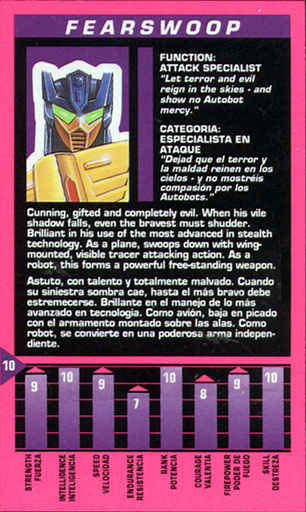 FEARSWOOP
FUNCTION:
ATTACK SPECIALIST
"Let terror and evil
reign in the skies - and
show no Autobot
mercy."
CATEGORIA:
ESPECIALISTA EN
ATAQUE
"Dejad que el terror y
la maldad reinen en los
cielos - y no mostréis
compasión por los
Autobots."
Cunning, gifted and completely evil. When his vile
shadow falls, even the bravest must shudder.
Brilliant in his use of the most advanced in stealth
technology. As a plane, swoops down with wing-
mounted, visible tracer attacking action. As a
robot, this forms a powerful free-standing weapon.
Astuto, con talento y totalmente malvado. Cuando
su siniestra sombra cae, hasta el más bravo debe
estremecerse. Brillante en el manejo de lo más
avanzado en tecnología. Como avión, baja en picado
con el armamento montado sobre las alas. Como
robot, se convierte en una poderosa arma indepen-
diente.
10
9
10
9
7
10
8
9
10
STRENGTH
FUERZA
INTELLIGENCE
INTELIGENCIA
SPEED
VELOCIDAD
ENDURANCE
RESISTENCIA
RANK
POTENCIA
COURAGE
VALENTIA
FIREPOWER
PODER DE
FUEGO
SKILL
DESTREZA